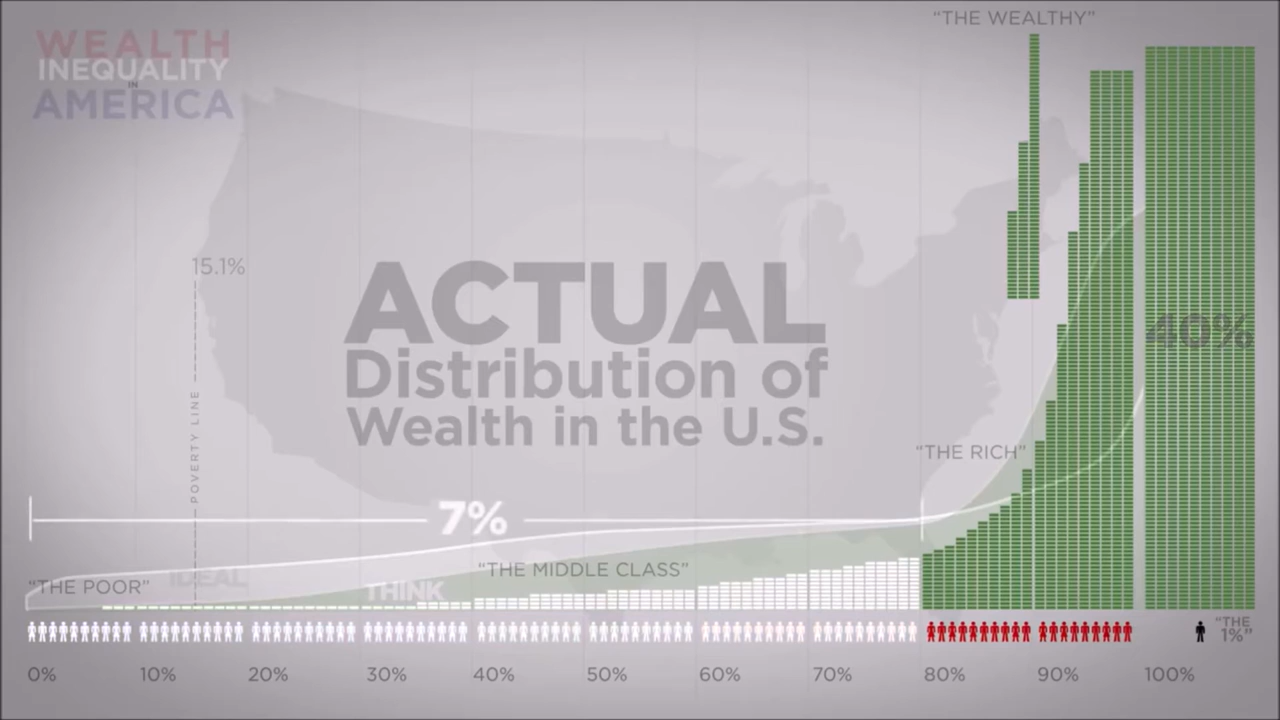 WEALTH
INEQUALITY
IN
AMERICA
"THE WEALTHY"
15.1%
POVERTY LINE
ACTUAL
Distribution of
Wealth in the U.S.
40%
"THE RICH"
7%
"THE POOR"
IDEAL
THINK
"THE MIDDLE CLASS"
"THE
1%"
0% 10% 20% 30% 40% 50% 60% 70% 80% 90% 100%